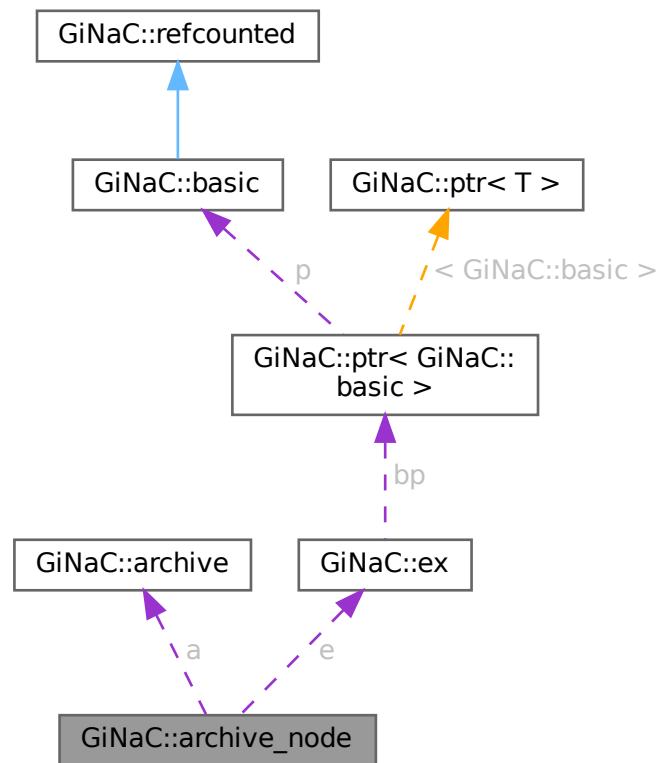 GiNaC::refcounted
GiNaC::basic
GiNaC::ptr< T >
p
< GiNaC::basic >
GiNaC::ptr< GiNaC::
basic >
bp
GiNaC::archive
GiNaC::ex
a
e
GiNaC::archive_node